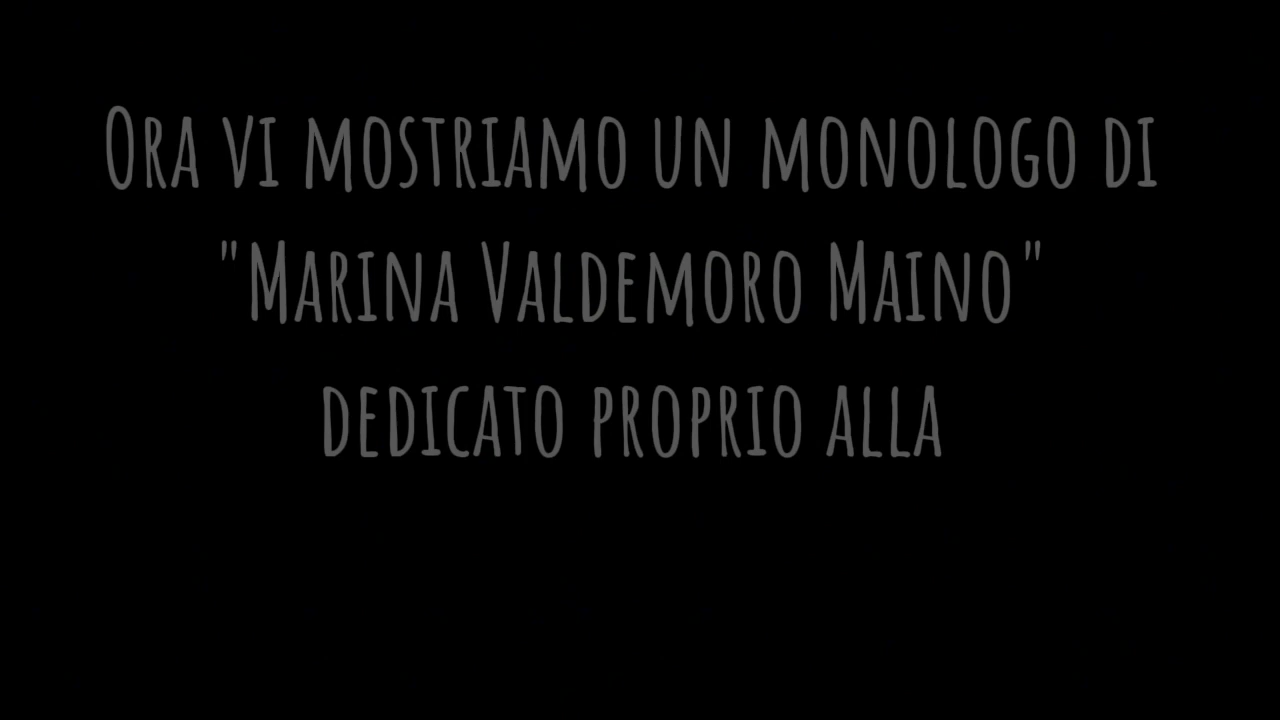 Ora vi mostriamo un monologo di
"Marina Valdemoro Maino"
dedicato proprio alla